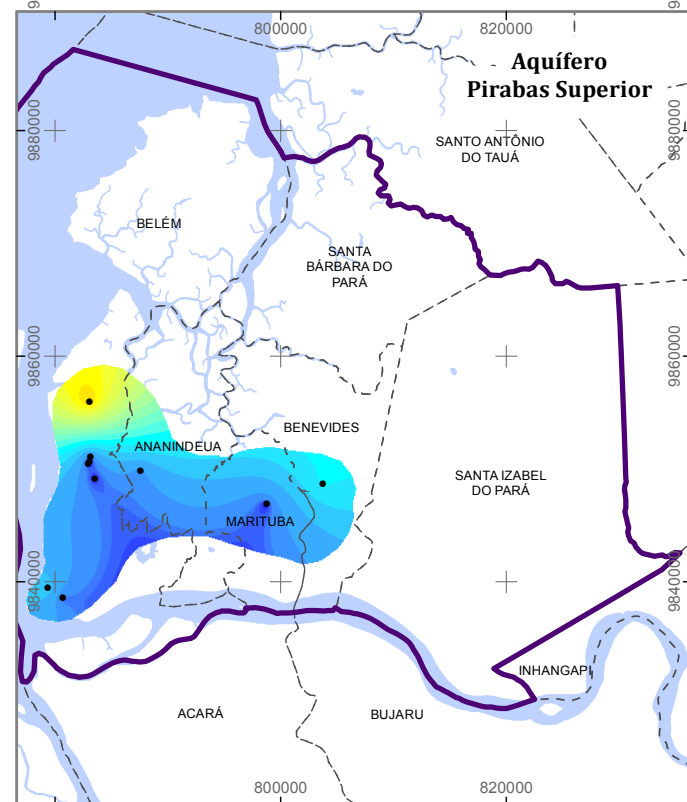 800000
820000
Aquífero
Pirabas Superior
9880000
9880000
SANTO ANTÔNIO
DO TAUÁ
BELÉM
SANTA
BÁRBARA DO
PARÁ
9860000
9860000
BENEVIDES
ANANINDEUA
SANTA IZABEL
DO PARÁ
MARITUBA
9840000
9840000
INHANGAPI
ACARÁ
BUJARU
800000
820000